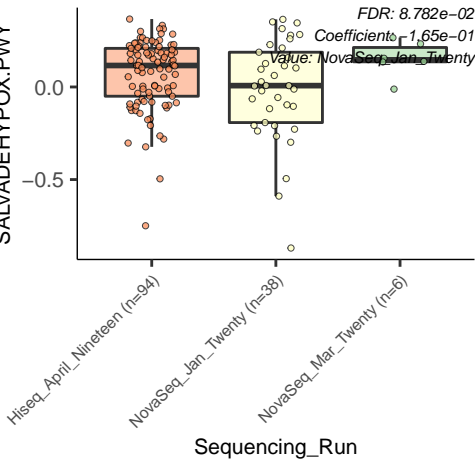 FDR: 8.782e−02
Coefficient: −1.65e−01
Value: NovaSeq_Jan_Twenty
SALVADEHYPOX.PWY
0.0
−0.5
Hiseq_April_Nineteen (n=94)
NovaSeq_Jan_Twenty (n=38)
NovaSeq_Mar_Twenty (n=6)
Sequencing_Run